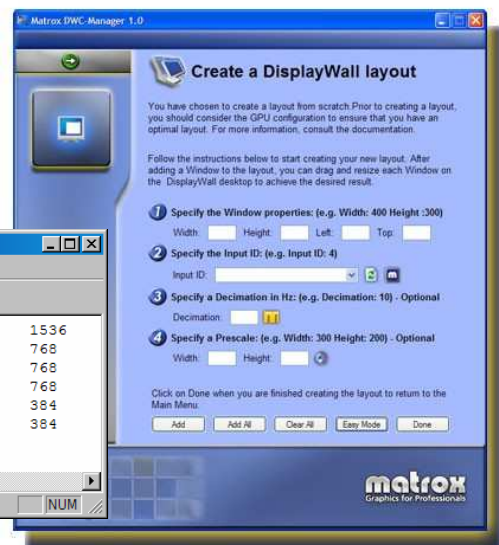 Matrox DWC-Manager 1.0
Create a DisplayWall layout
You have chosen to create a layout from scratch.Prior to creating a layout,
you should consider the GPU configuration to ensure that you have an
optimal layout. For more information, consult the documentation.
Follow the instructions below to start creating your new layout. After
adding a Window to the layout, you can drag and resize each Window on
the DisplayWall desktop to achieve the desired result.
1 Specify the Window properties: (e.g. Width: 400 Height :300)
Width: Height: Left: Top:
2 Specify the Input ID: (e.g. Input ID: 4)
Input ID:
3 Specify a Decimation in Hz: (e.g. Decimation: 10) - Optional
Decimation:
4 Specify a Prescale: (e.g. Width: 300 Height: 200) - Optional
Width: Height:
Click on Done when you are finished creating the layout to return to the
Main Menu.
Add Add All Clear All Easy Mode Done
matrox
Graphics for Professionals
1536
768
768
768
384
384
NUM